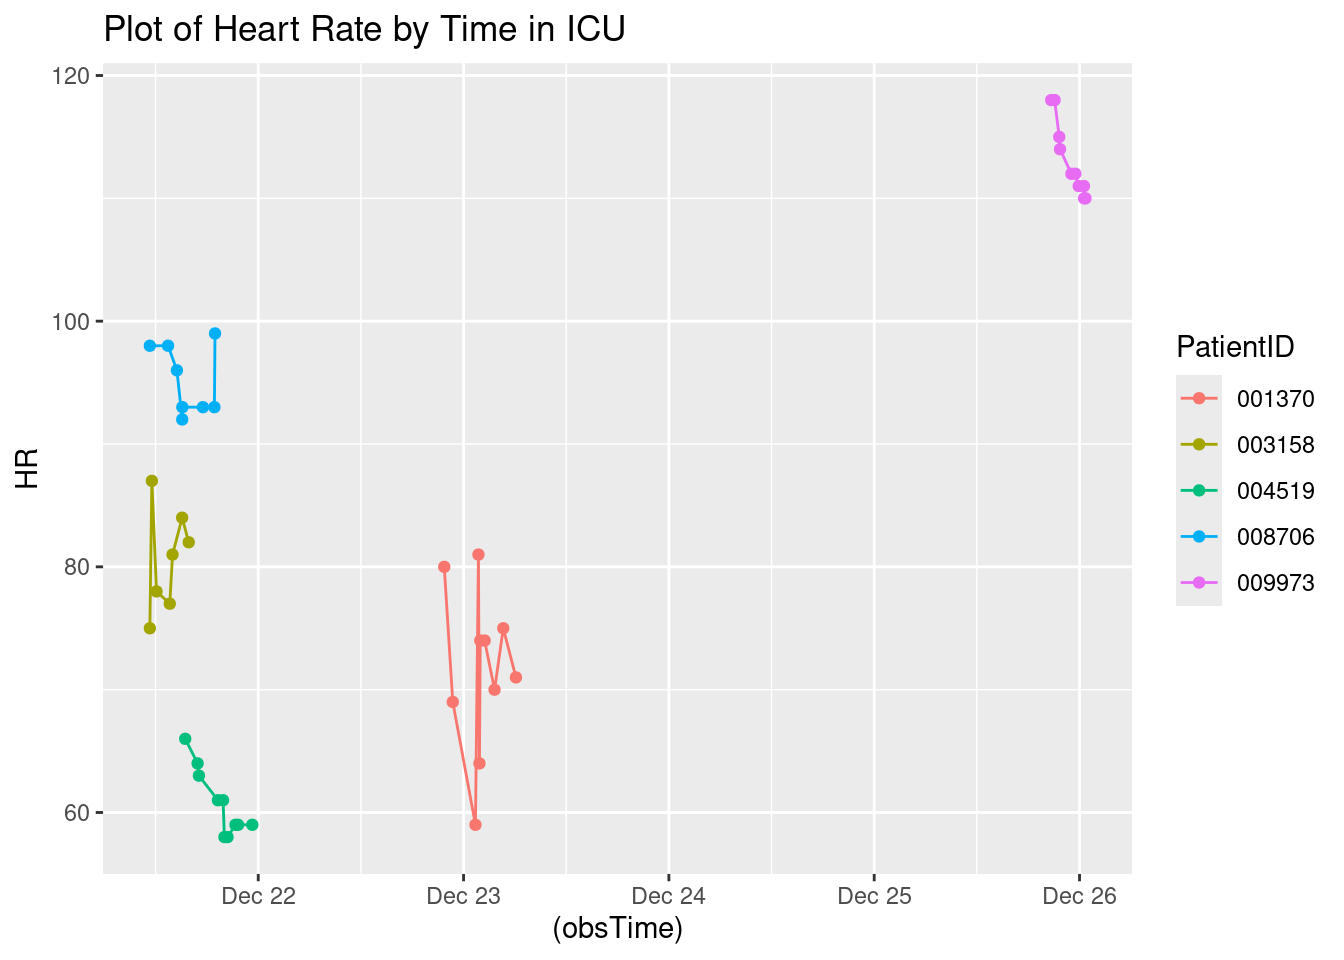 Plot of Heart Rate by Time in ICU
120
100
80
60
HR
Dec 22
Dec 23
Dec 24
Dec 25
Dec 26
(obsTime)
PatientID
001370
003158
004519
008706
009973